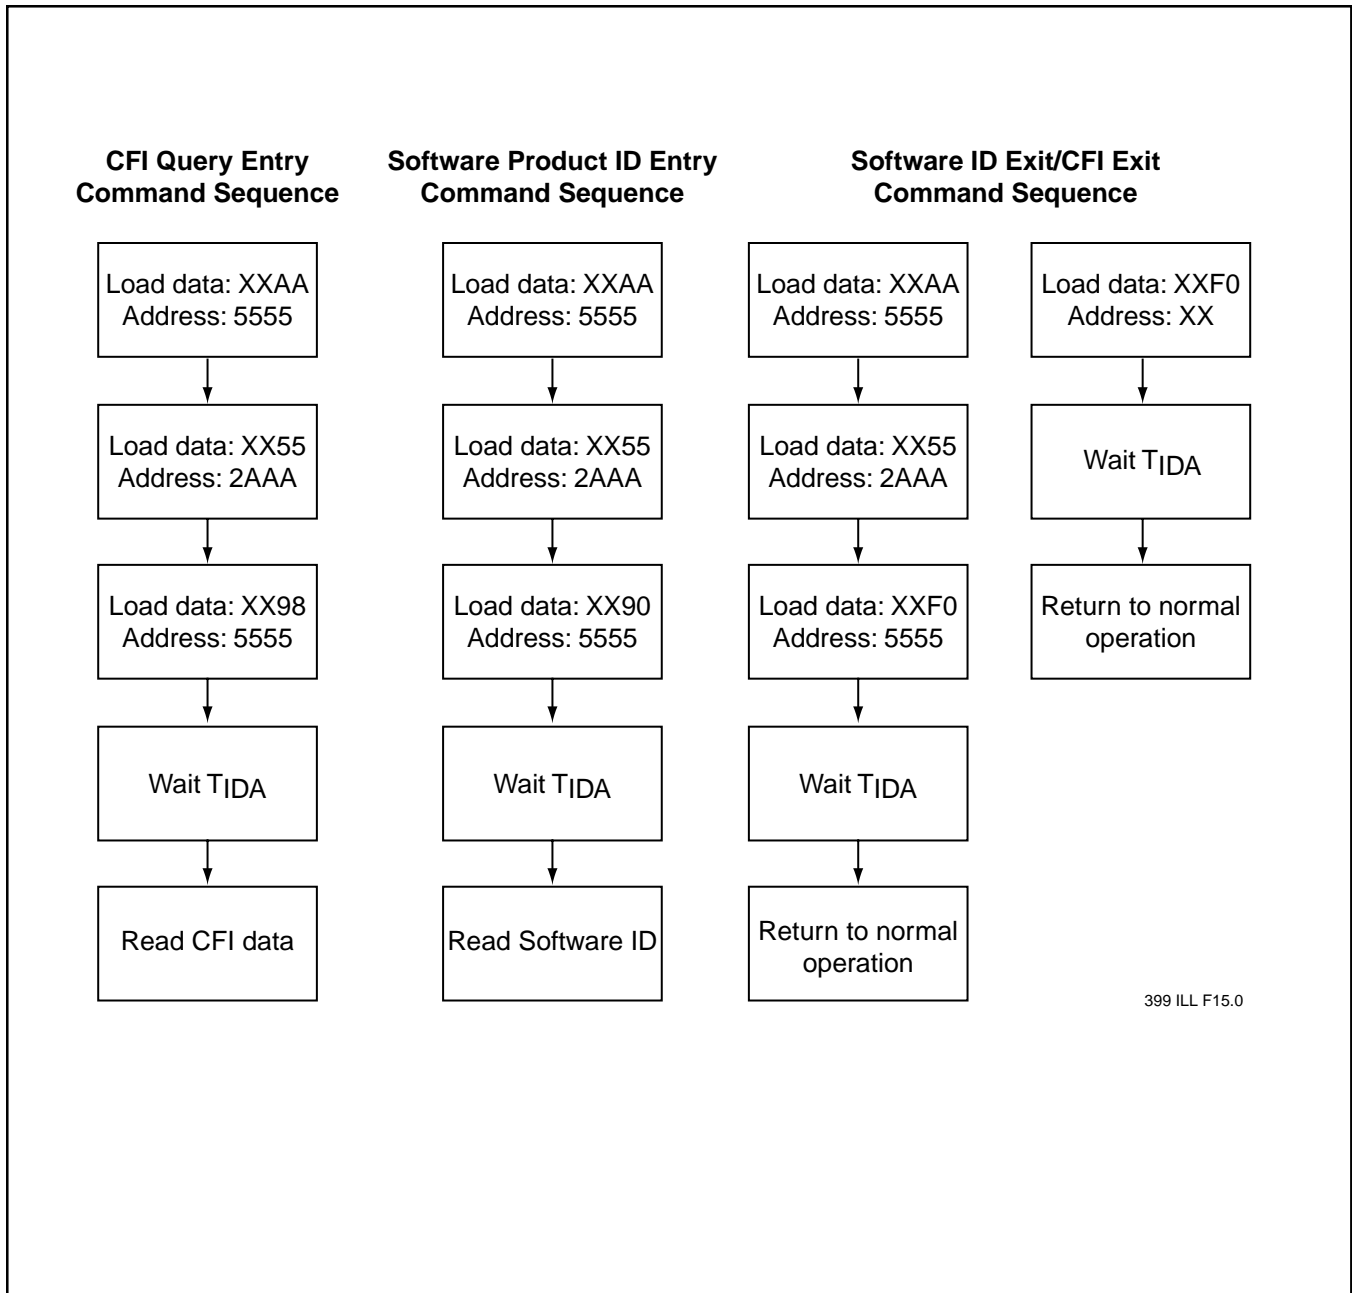 CFI Query Entry
Command Sequence
Load data: XXAA
Address: 5555
Load data: XX55
Address: 2AAA
Load data: XX98
Address: 5555
Wait TIDA
Read CFI data
Software Product ID Entry
Command Sequence
Load data: XXAA
Address: 5555
Load data: XX55
Address: 2AAA
Load data: XX90
Address: 5555
Wait TIDA
Read Software ID
Software ID Exit/CFI Exit
Command Sequence
Load data: XXAA
Address: 5555
Load data: XX55
Address: 2AAA
Load data: XXF0
Address: 5555
Wait TIDA
Return to normal
operation
Load data: XXF0
Address: XX
Wait TIDA
Return to normal
operation
399 ILL F15.0